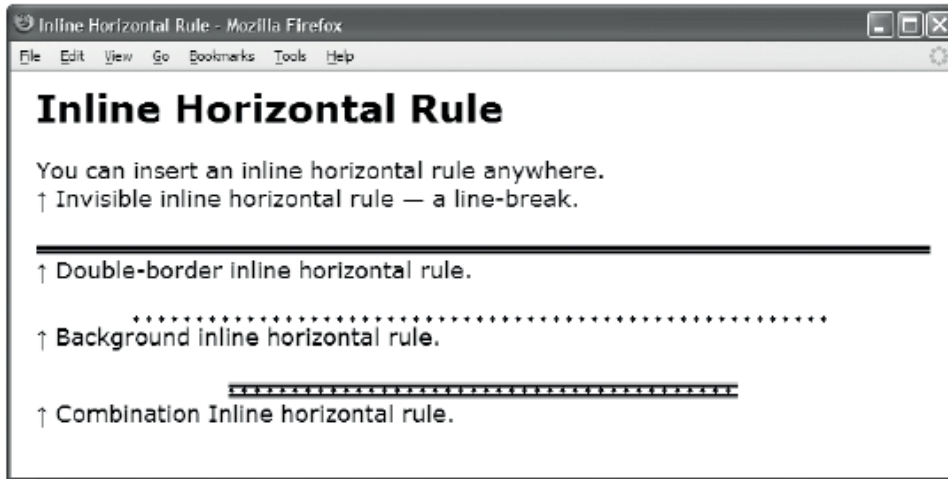 Inline Horizontal Rule - Mozilla Firefox
File Edit View Go Bookmarks Tools Help
Inline Horizontal Rule
You can insert an inline horizontal rule anywhere.
↑ Invisible inline horizontal rule — a line-break.
↑ Double-border inline horizontal rule.
↑ Background inline horizontal rule.
↑ Combination Inline horizontal rule.